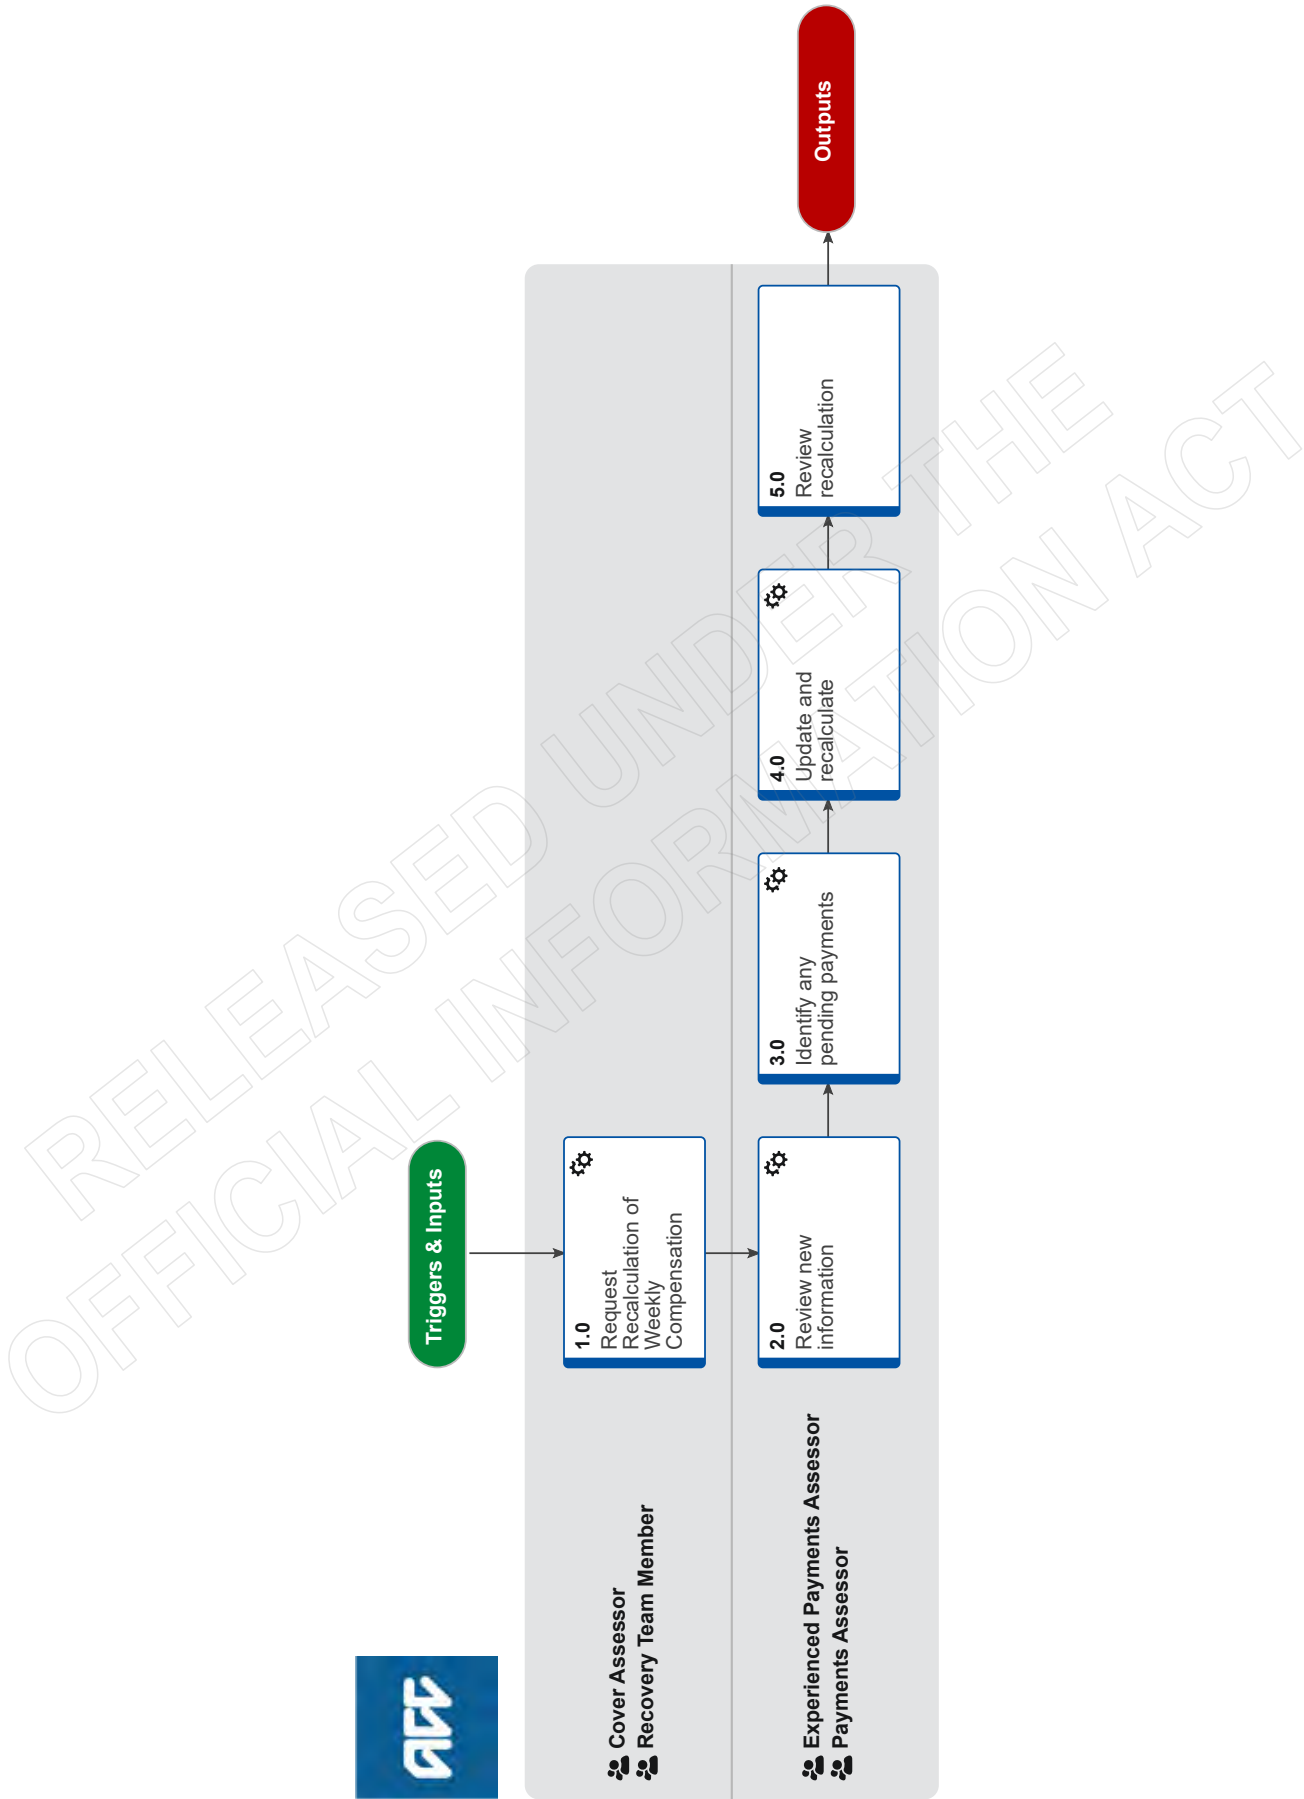 acc
Triggers & Inputs
Cover Assessor
Recovery Team Member
1.0
Request
Recalculation of
Weekly
Compensation
Experienced Payments Assessor
Payments Assessor
2.0
Review new
information
3.0
Identify any
pending payments
4.0
Update and
recalculate
5.0
Review
recalculation
Outputs
RELEASED UNDER THE
OFFICIAL INFORMATION ACT